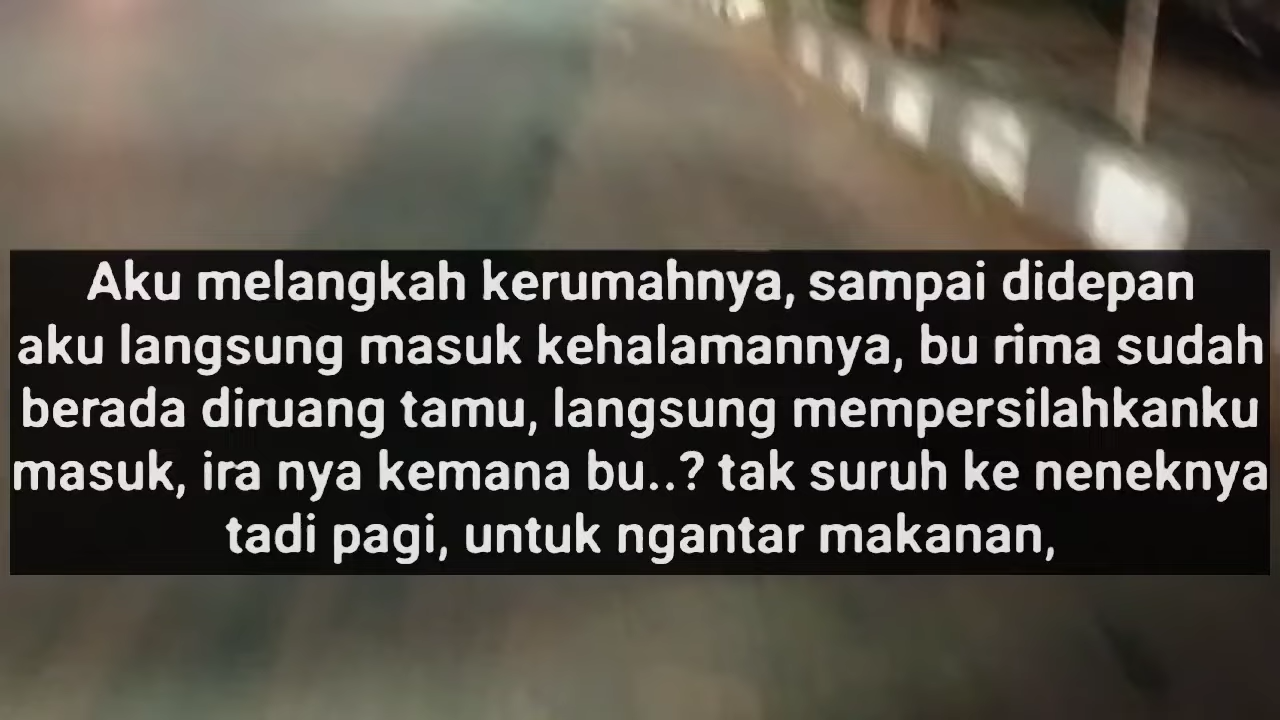 Aku melangkah kerumahnya, sampai didepan
aku langsung masuk kehalamannya, bu rima sudah
berada diruang tamu, langsung mempersilahkanku
masuk, ira nya kemana bu..? tak suruh ke neneknya
tadi pagi, untuk ngantar makanan,